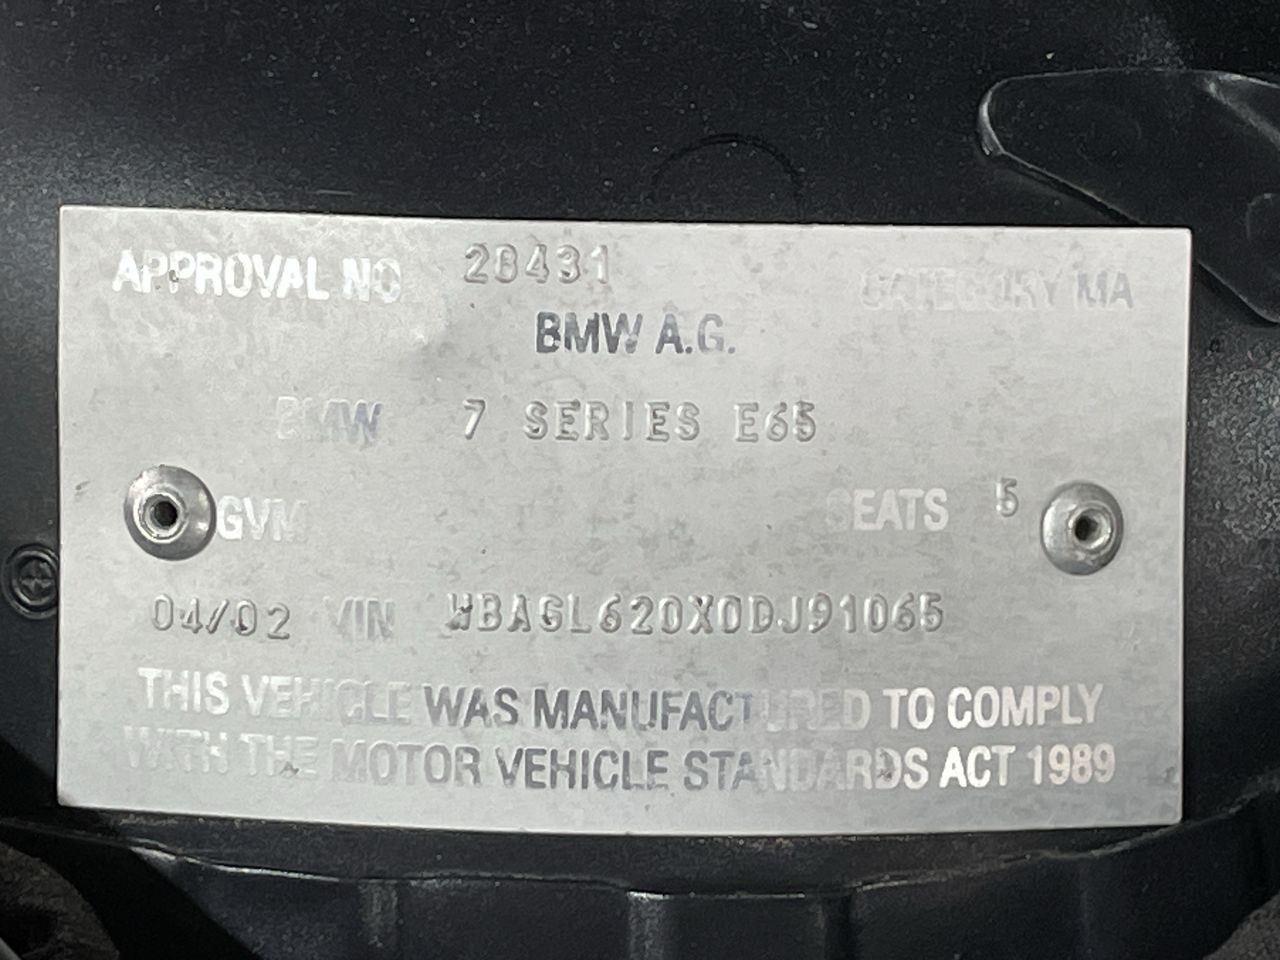 APPROVAL NO 28431 CATEGORY MA
BMW A.G.
BMW 7 SERIES E65
GVM SEATS 5
04/02 VIN WBAGL620X0DJ91065
THIS VEHICLE WAS MANUFACTURED TO COMPLY
WITH THE MOTOR VEHICLE STANDARDS ACT 1989